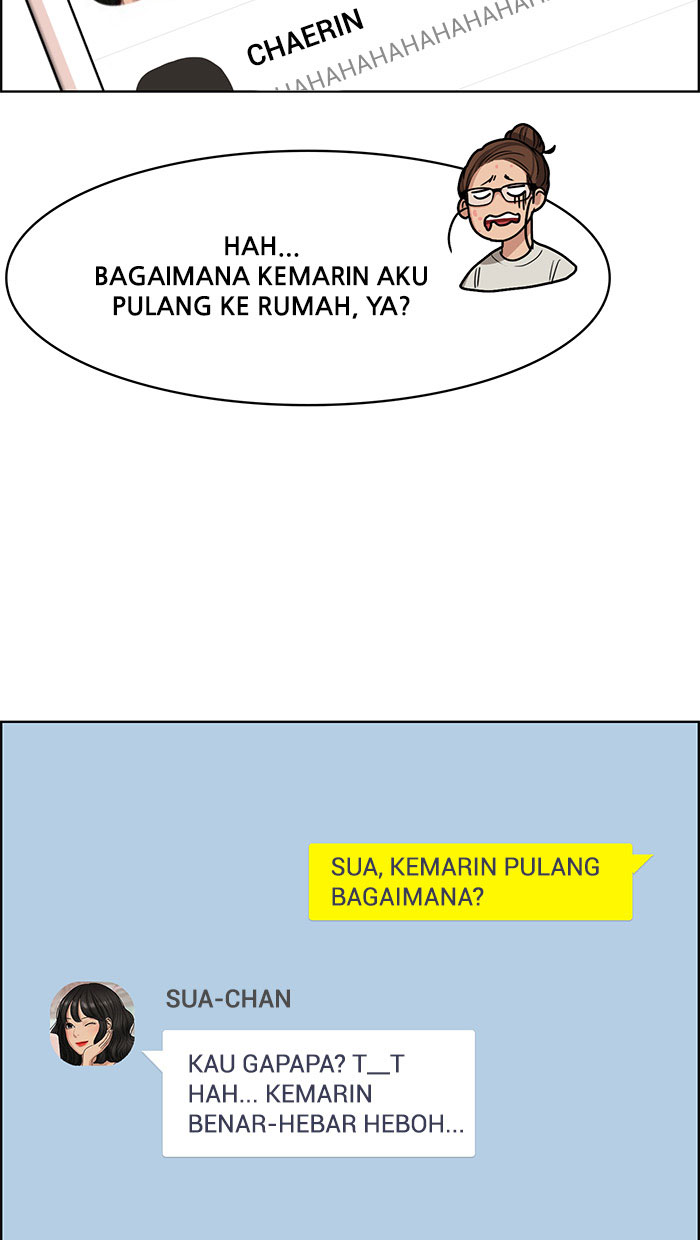 CHAERIN
HAHAHAHAHAHAHAHAHAH
HAH...
BAGAIMANA KEMARIN AKU
PULANG KE RUMAH, YA?
SUA, KEMARIN PULANG
BAGAIMANA?
SUA-CHAN
KAU GAPAPA? T__T
HAH... KEMARIN
BENAR-HEBAR HEBOH...